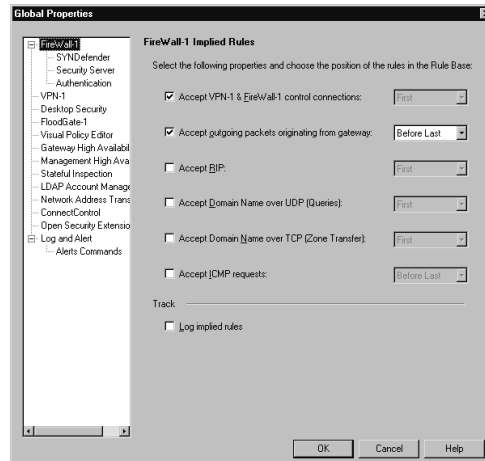 Global Properties
FireWall-1
SYNDefender
Security Server
Authentication
VPN-1
Desktop Security
FloodGate-1
Visual Policy Editor
Gateway High Availabil
Management High Ava
Stateful Inspection
LDAP Account Manage
Network Address Trans
ConnectControl
Open Security Extensio
Log and Alert
Alerts Commands
FireWall-1 Implied Rules
Select the following properties and choose the position of the rules in the Rule Base:
Accept VPN-1 & FireWall-1 control connections: First
Accept outgoing packets originating from gateway: Before Last
Accept RIP: First
Accept Domain Name over UDP (Queries): First
Accept Domain Name over TCP (Zone Transfer): First
Accept ICMP requests: Before Last
Track
Log implied rules
OK Cancel Help